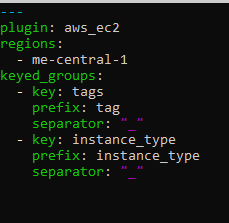 ---
plugin: aws_ec2
regions:
  - me-central-1
keyed_groups:
  - key: tags
    prefix: tag
    separator: "_"
  - key: instance_type
    prefix: instance_type
    separator: "_"